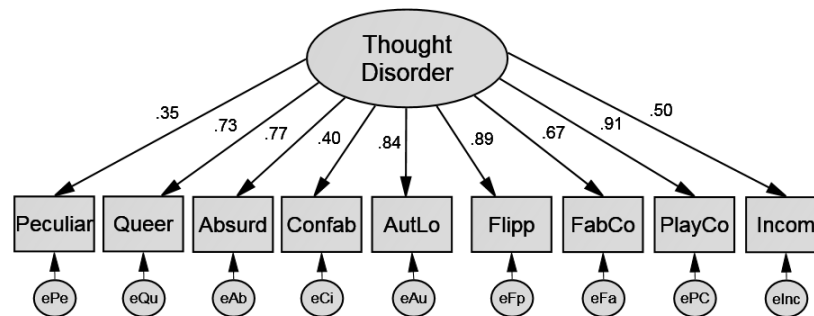 Thought
Disorder
.35 .73 .77 .40 .84 .89 .67 .91 .50
Peculiar Queer Absurd Confab AutLo Flipp FabCo PlayCo Incom
ePe eQu eAb eCi eAu eFp eFa ePC eInc